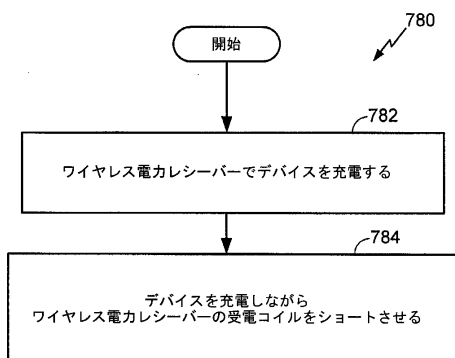 開始
780
782
ワイヤレス電力レシーバーでデバイスを充電する
784
デバイスを充電しながら
ワイヤレス電力レシーバーの受電コイルをショートさせる